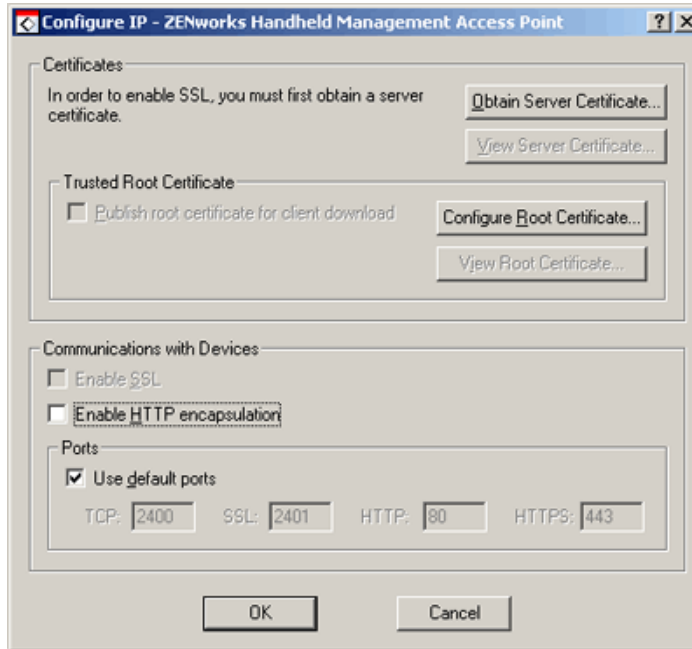 Configure IP - ZENworks Handheld Management Access Point
Certificates
In order to enable SSL, you must first obtain a server
certificate.
Obtain Server Certificate...
View Server Certificate...
Trusted Root Certificate
Publish root certificate for client download
Configure Root Certificate...
View Root Certificate...
Communications with Devices
Enable SSL
Enable HTTP encapsulation
Ports
Use default ports
TCP: 2400 SSL: 2401 HTTP: 80 HTTPS: 443
OK Cancel